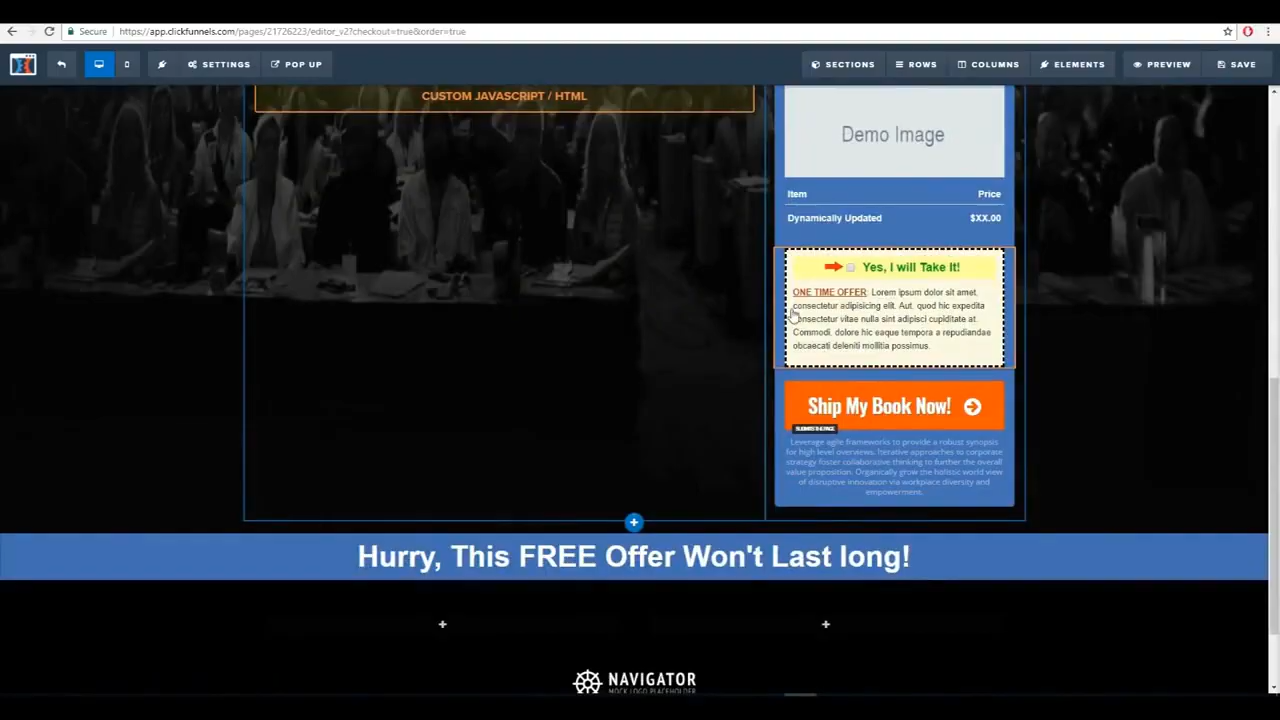 Secure
https://app.clickfunnels.com/pages/21726223/editor_v2?checkout=true&order=true
SETTINGS
POP UP
SECTIONS
ROWS
COLUMNS
ELEMENTS
PREVIEW
SAVE
CUSTOM JAVASCRIPT / HTML
Demo Image
Item Price
Dynamically Updated $XX.00
Yes, I will Take It!
ONE TIME OFFER: Lorem ipsum dolor sit amet,
consectetur adipisicing elit. Aut, quod hic expedita
consectetur vitae nulla sint adipisci cupiditate at.
Commodi, dolore hic eaque tempora a repudiandae
obcaecati deleniti mollitia possimus.
Ship My Book Now!
Leverage agile frameworks to provide a robust synopsis
for high level overviews. Iterative approaches to corporate
strategy foster collaborative thinking to further the overall
value proposition. Organically grow the holistic world view
of disruptive innovation via workplace diversity and
empowerment.
Hurry, This FREE Offer Won't Last long!
NAVIGATOR
MOCK LOGO PLACEHOLDER